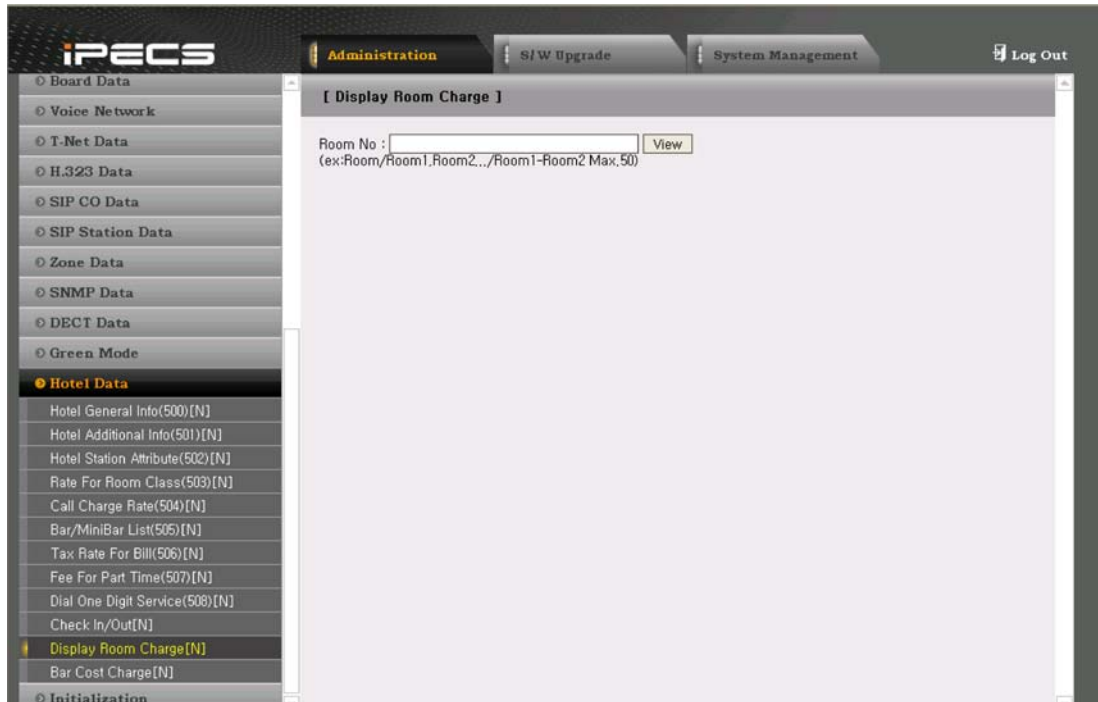 iPECS
Administration
S/W Upgrade
System Management
Log Out
Board Data
Voice Network
T-Net Data
H.323 Data
SIP CO Data
SIP Station Data
Zone Data
SNMP Data
DECT Data
Green Mode
Hotel Data
Hotel General Info(500)[N]
Hotel Additional Info(501)[N]
Hotel Station Attribute(502)[N]
Rate For Room Class(503)[N]
Call Charge Rate(504)[N]
Bar/MiniBar List(505)[N]
Tax Rate For Bill(506)[N]
Fee For Part Time(507)[N]
Dial One Digit Service(508)[N]
Check In/Out[N]
Display Room Charge[N]
Bar Cost Charge[N]
Initialization
[ Display Room Charge ]
Room No : View
(ex:Room/Room1,Room2,../Room1-Room2 Max,50)